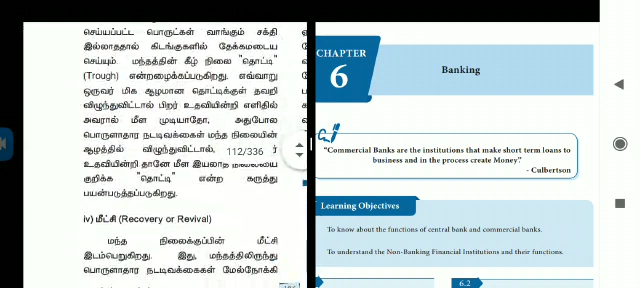 செய்யப்பட்ட பொருட்கள் வாங்கும் சக்தி
இல்லாததால் கிடங்குகளில் தேக்கமடைய
செய்யும். மந்தத்தின் கீழ் நிலை "தொட்டி"
(Trough) என்றழைக்கப்படுகிறது. எவ்வாறு
ஒருவர் மிக ஆழமான தொட்டிக்குள் தவறி
விழுந்துவிட்டால் பிறர் உதவியின்றி எளிதில்
அவரால் மீள முடியாதோ, அதுபோல
பொருளாதார நடவடிக்கைகள் மந்த நிலையின்
ஆழத்தில் விழுந்துவிட்டால்,
112/336
உதவியின்றி தானே மீள இயலாத நிலையை
குறிக்க "தொட்டி" என்ற கருத்து
பயன்படுத்தப்படுகிறது.
iv) மீட்சி (Recovery or Revival)
மந்த நிலைக்குப்பின் மீட்சி
இடம்பெறுகிறது. இது, மந்தத்திலிருந்து
பொருளாதார நடவடிக்கைகள் மேல்நோக்கி
CHAPTER
6
Banking
"Commercial Banks are the institutions that make short term loans to
business and in the process create Money."
- Culbertson
Learning Objectives
To know about the functions of central bank and commercial banks.
To understand the Non-Banking Financial Institutions and their functions.
6.2